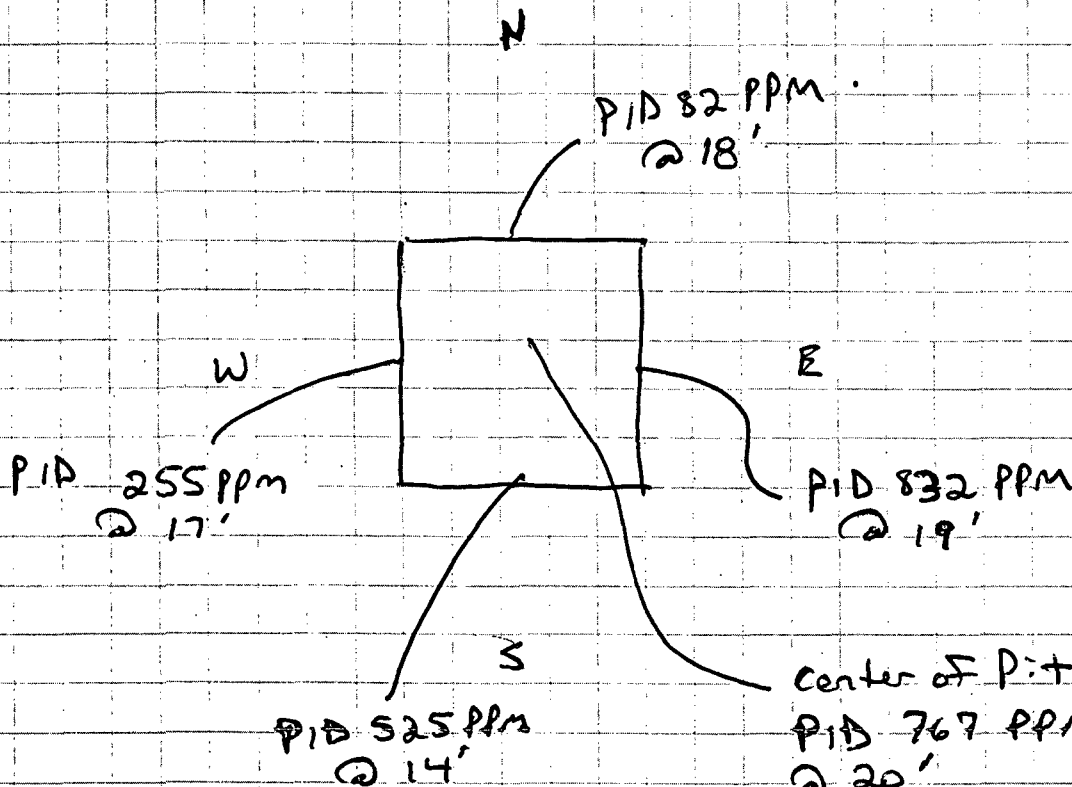 N
PID 82 PPM
@ 18'
W
E
PID 255 PPM
@ 17'
PID 832 PPM
@ 19'
S
PID 525 PPM
@ 14'
center of Pit
PID 767 PPM
@ 20'